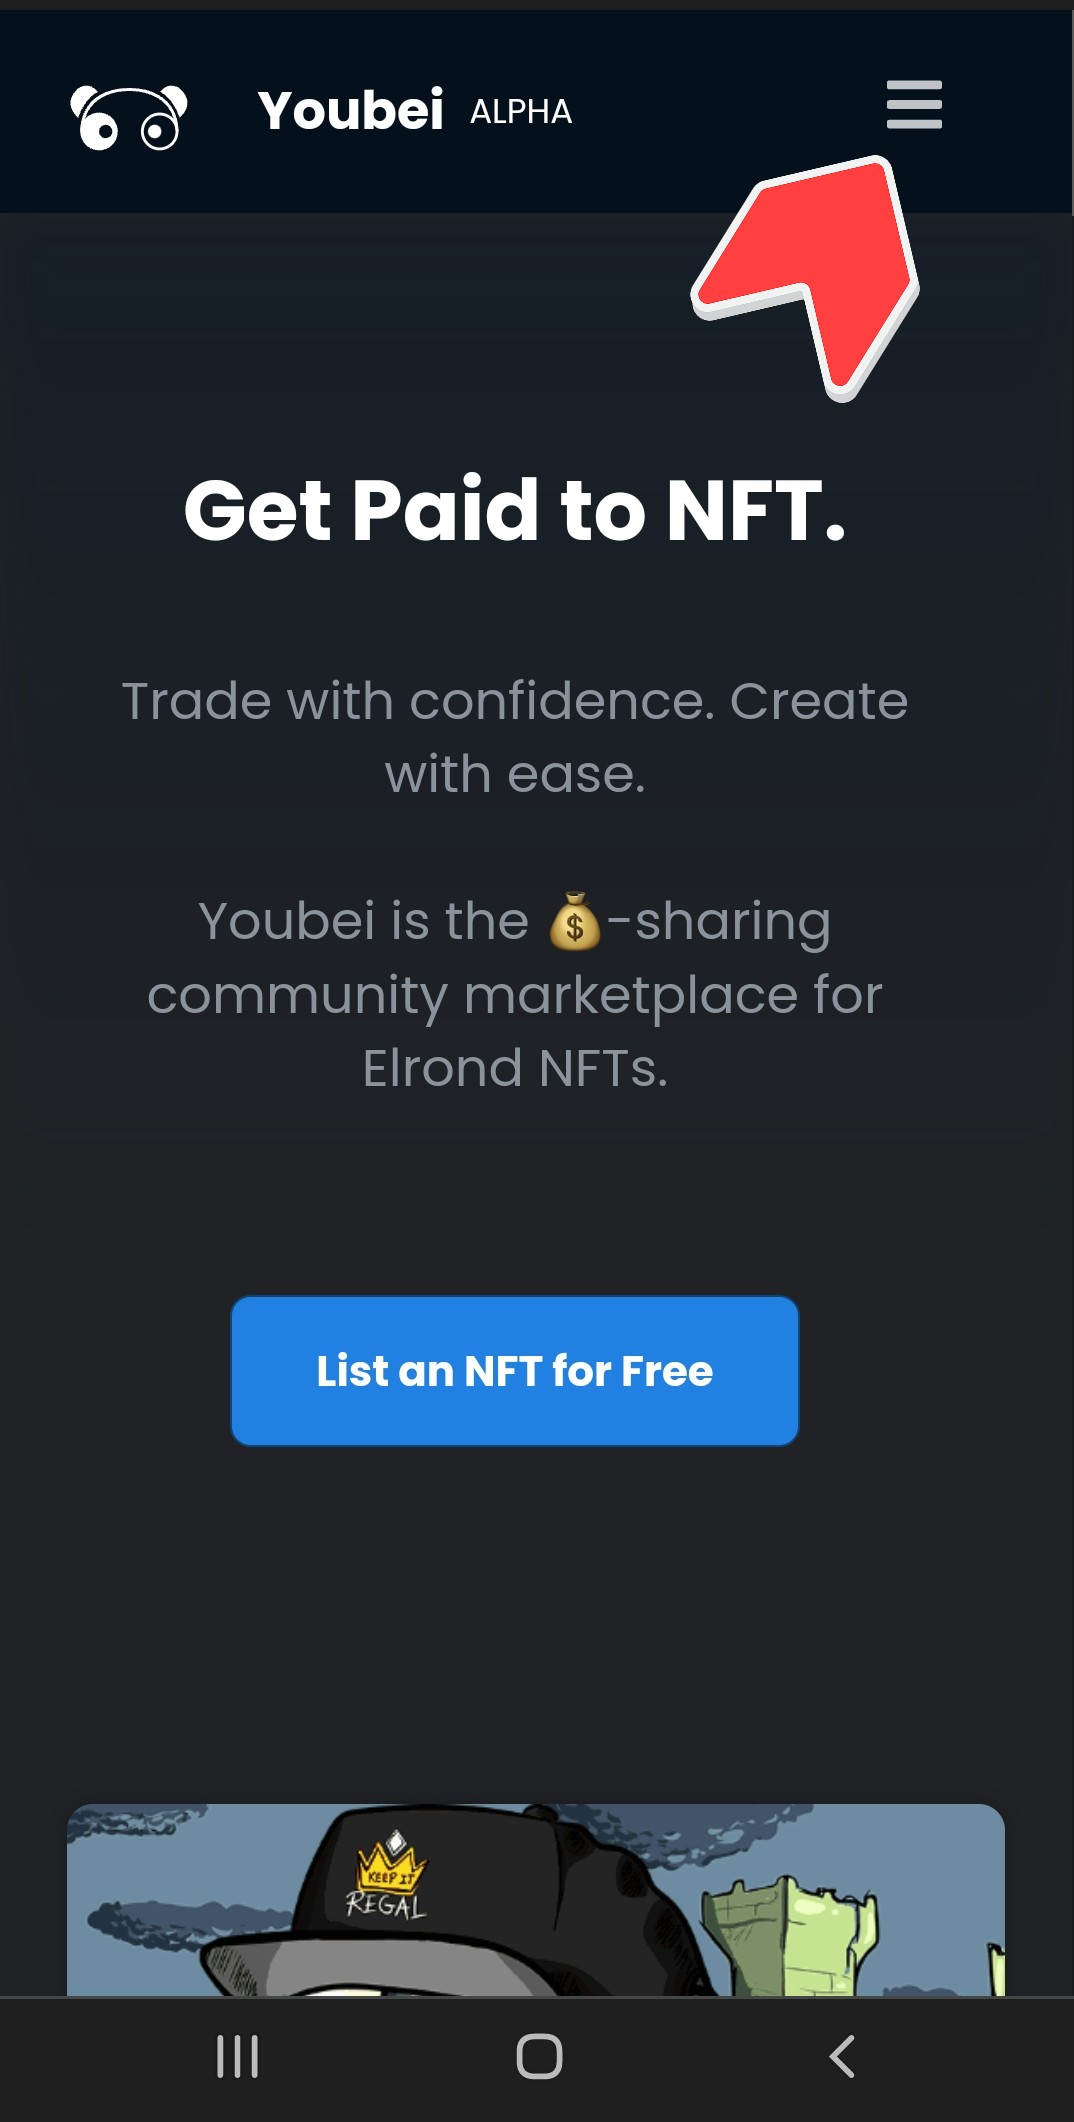 Youbei ALPHA
Get Paid to NFT.
Trade with confidence. Create
with ease.
Youbei is the 💰-sharing
community marketplace for
Elrond NFTs.
List an NFT for Free
KEEP IT
REGAL